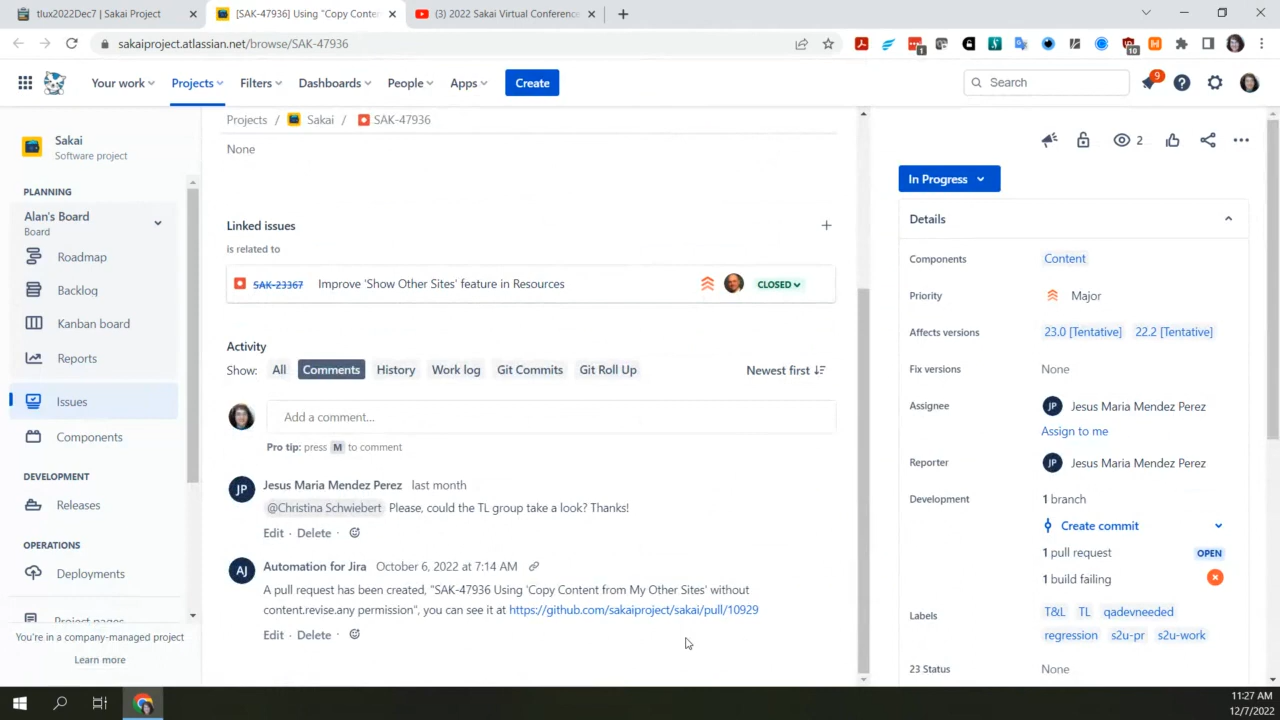 tlux2022Dec7 | Sakai Project
[SAK-47936] Using "Copy Conten
(3) 2022 Sakai Virtual Conference
sakaiproject.atlassian.net/browse/SAK-47936
1
10
Your work
Projects
Filters
Dashboards
People
Apps
Create
Search
9
Sakai
Software project
PLANNING
Alan's Board
Board
Roadmap
Backlog
Kanban board
Reports
Issues
Components
DEVELOPMENT
Releases
OPERATIONS
Deployments
Project pages
You're in a company-managed project
Learn more
Projects / Sakai / SAK-47936
None
Linked issues
is related to
SAK-23367 Improve 'Show Other Sites' feature in Resources CLOSED
Activity
Show: All Comments History Work log Git Commits Git Roll Up Newest first
Add a comment...
Pro tip: press M to comment
JP Jesus Maria Mendez Perez last month
@Christina Schwiebert Please, could the TL group take a look? Thanks!
Edit · Delete ·
AJ Automation for Jira October 6, 2022 at 7:14 AM
A pull request has been created, "SAK-47936 Using 'Copy Content from My Other Sites' without
content.revise.any permission", you can see it at https://github.com/sakaiproject/sakai/pull/10929
Edit · Delete ·
2
In Progress
Details
Components Content
Priority Major
Affects versions 23.0 [Tentative] 22.2 [Tentative]
Fix versions None
Assignee JP Jesus Maria Mendez Perez
Assign to me
Reporter JP Jesus Maria Mendez Perez
Development 1 branch
Create commit
1 pull request OPEN
1 build failing
Labels T&L TL qadevneeded
regression s2u-pr s2u-work
23 Status None
11:27 AM
12/7/2022